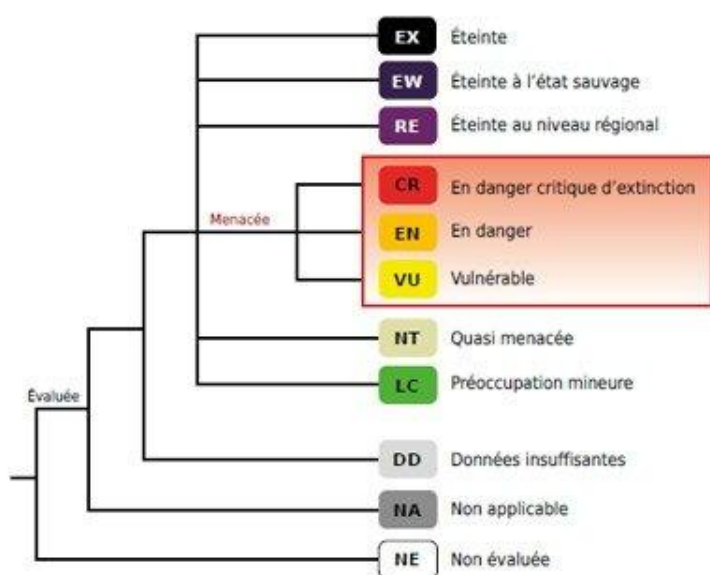 EX Éteinte
EW Éteinte à l'état sauvage
RE Éteinte au niveau régional
CR En danger critique d'extinction
Menacée
EN En danger
VU Vulnérable
NT Quasi menacée
LC Préoccupation mineure
Évaluée
DD Données insuffisantes
NA Non applicable
NE Non évaluée